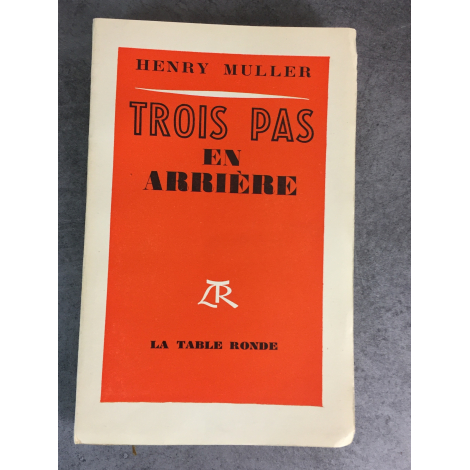 HENRY MULLER
TROIS PAS
EN
ARRIÈRE
LTR
LA TABLE RONDE